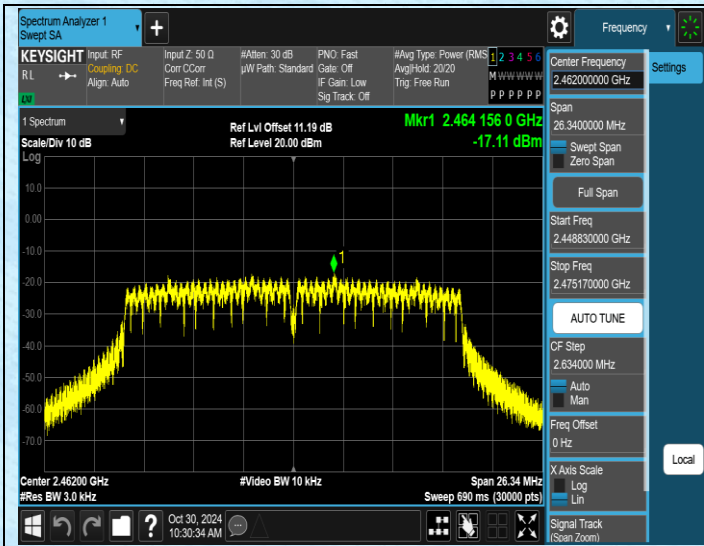 Spectrum Analyzer 1
Swept SA
+
Frequency
KEYSIGHT
RL
LXI
Input: RF
Coupling: DC
Align: Auto
Input Z: 50 Ω
Corr CCorr
Freq Ref: Int (S)
#Atten: 30 dB
µW Path: Standard
PNO: Fast
Gate: Off
IF Gain: Low
Sig Track: Off
#Avg Type: Power (RMS
Avg|Hold: 20/20
Trig: Free Run
1 2 3 4 5 6
M W W W W W
P P P P P P
1 Spectrum
Scale/Div 10 dB
Ref Lvl Offset 11.19 dB
Ref Level 20.00 dBm
Mkr1 2.464 156 0 GHz
-17.11 dBm
Log
10.0
0.00
-10.0
-20.0
-30.0
-40.0
-50.0
-60.0
-70.0
1
Center 2.46200 GHz
#Res BW 3.0 kHz
#Video BW 10 kHz
Span 26.34 MHz
Sweep 690 ms (30000 pts)
?
Oct 30, 2024
10:30:34 AM
Center Frequency
2.462000000 GHz
Span
26.3400000 MHz
Swept Span
Zero Span
Full Span
Start Freq
2.448830000 GHz
Stop Freq
2.475170000 GHz
AUTO TUNE
CF Step
2.634000 MHz
Auto
Man
Freq Offset
0 Hz
X Axis Scale
Log
Lin
Signal Track
(Span Zoom)
Settings
Local